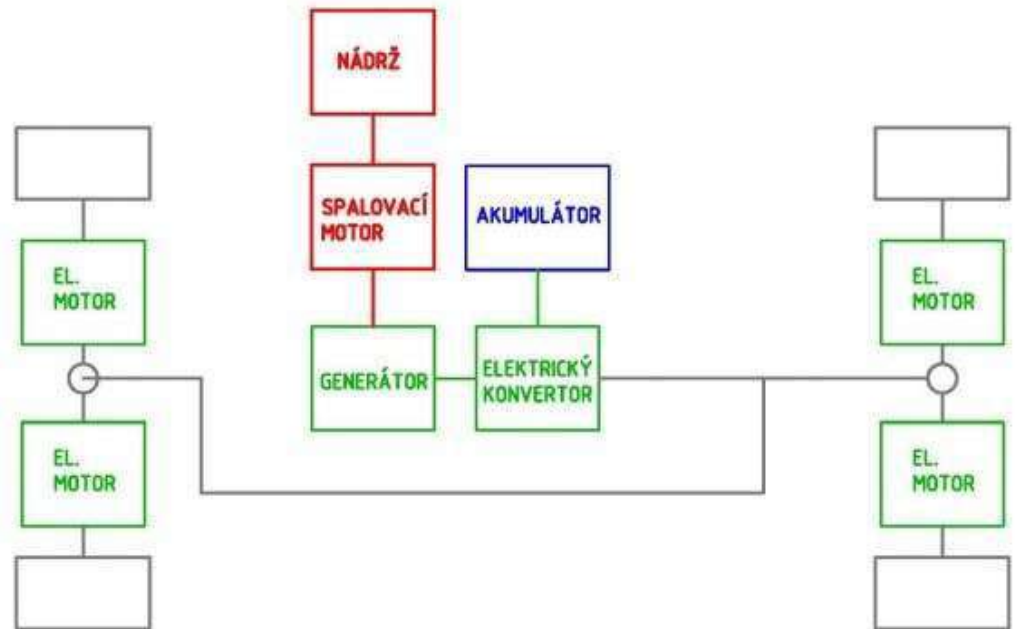 NÁDRŽ
SPALOVACÍ
MOTOR
AKUMULÁTOR
EL.
MOTOR
EL.
MOTOR
GENERÁTOR
ELEKTRICKÝ
KONVERTOR
EL.
MOTOR
EL.
MOTOR